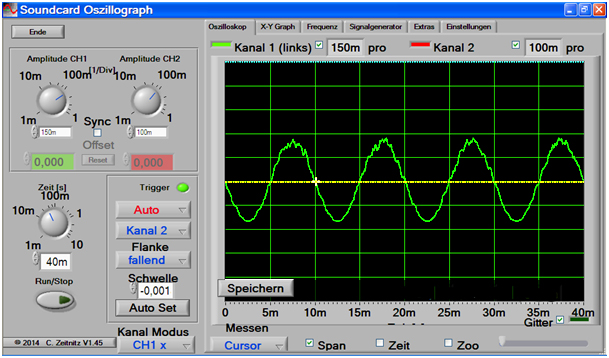 Soundcard Oszillograph
Ende
Amplitude CH1 Amplitude CH2
10m 100m [1/Div] 10m 100m
1m 1 Sync 1m 1
150m 100m
Offset
0,000 Reset 0,000
Zeit [s]
100m
10m 1
1m 10
40m
Run/Stop
Trigger
Auto
Kanal 2
Flanke
fallend
Schwelle
-0,001
Auto Set
Kanal Modus
CH1 x
© 2014 C. Zeitnitz V1.45
Oszilloskop X-Y Graph Frequenz Signalgenerator Extras Einstellungen
Kanal 1 (links) 150m pro Kanal 2 100m pro
Speichern
0m 5m 10m 15m 20m 25m 30m 35m 40m
Gitter
Messen
Cursor Span Zeit Zoo